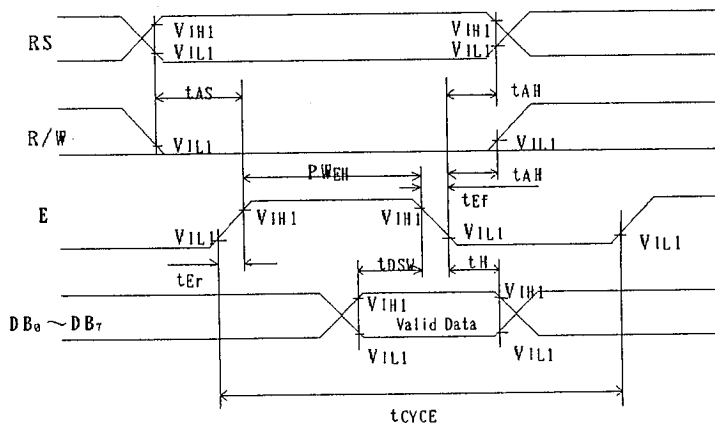 RS
VIH1
VIL1
VIH1
VIL1
tAS
tAH
R/W
VIL1
VIL1
PWEH
tAH
tEf
E
VIL1
VIH1
VIH1
VIL1
VIL1
tEr
tDSW
tH
DB0~DB7
VIH1
Valid Data
VIH1
VIL1
VIL1
tCYCE